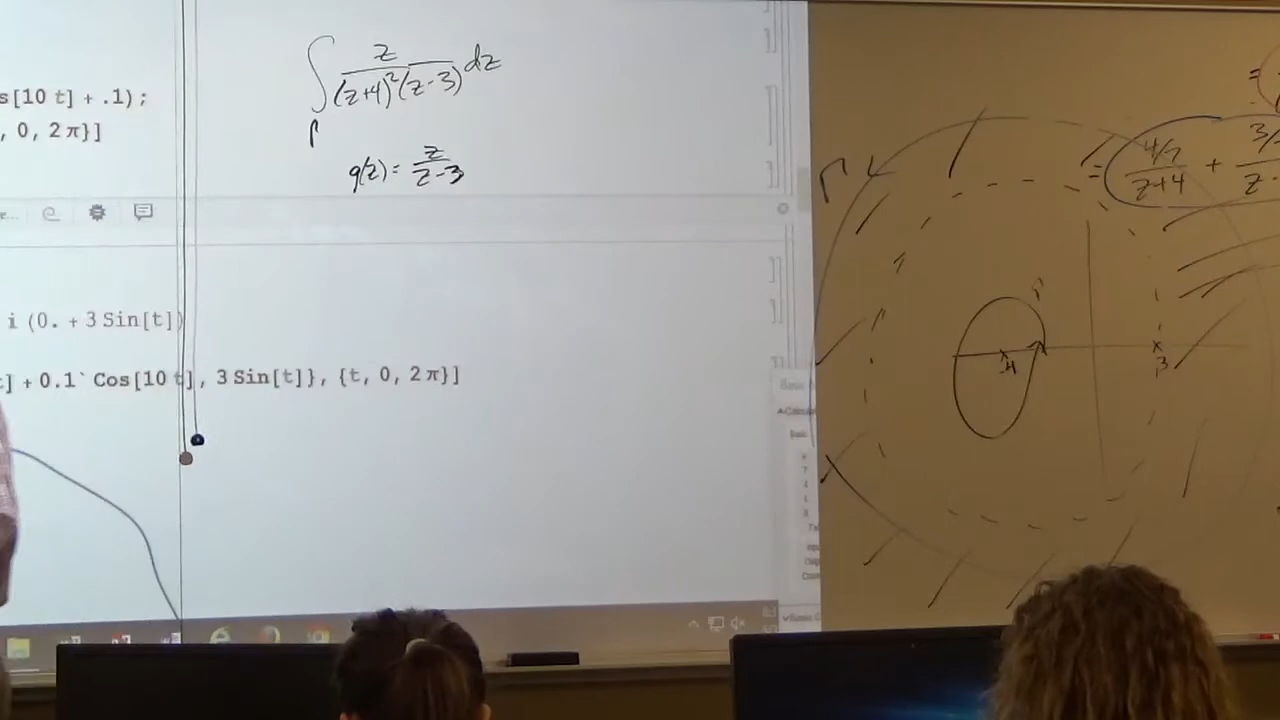 s[10 t] + .1);
, 0, 2 π}]
∫ z/((z+4)²(z-3)) dz
Γ
g(z) = z/(z-3)
i (0. + 3 Sin[t])
t] + 0.1` Cos[10 t], 3 Sin[t]}, {t, 0, 2 π}]
=
= (4/7)/(z+4) + 3/
z-
Γ
Γ
-4
3